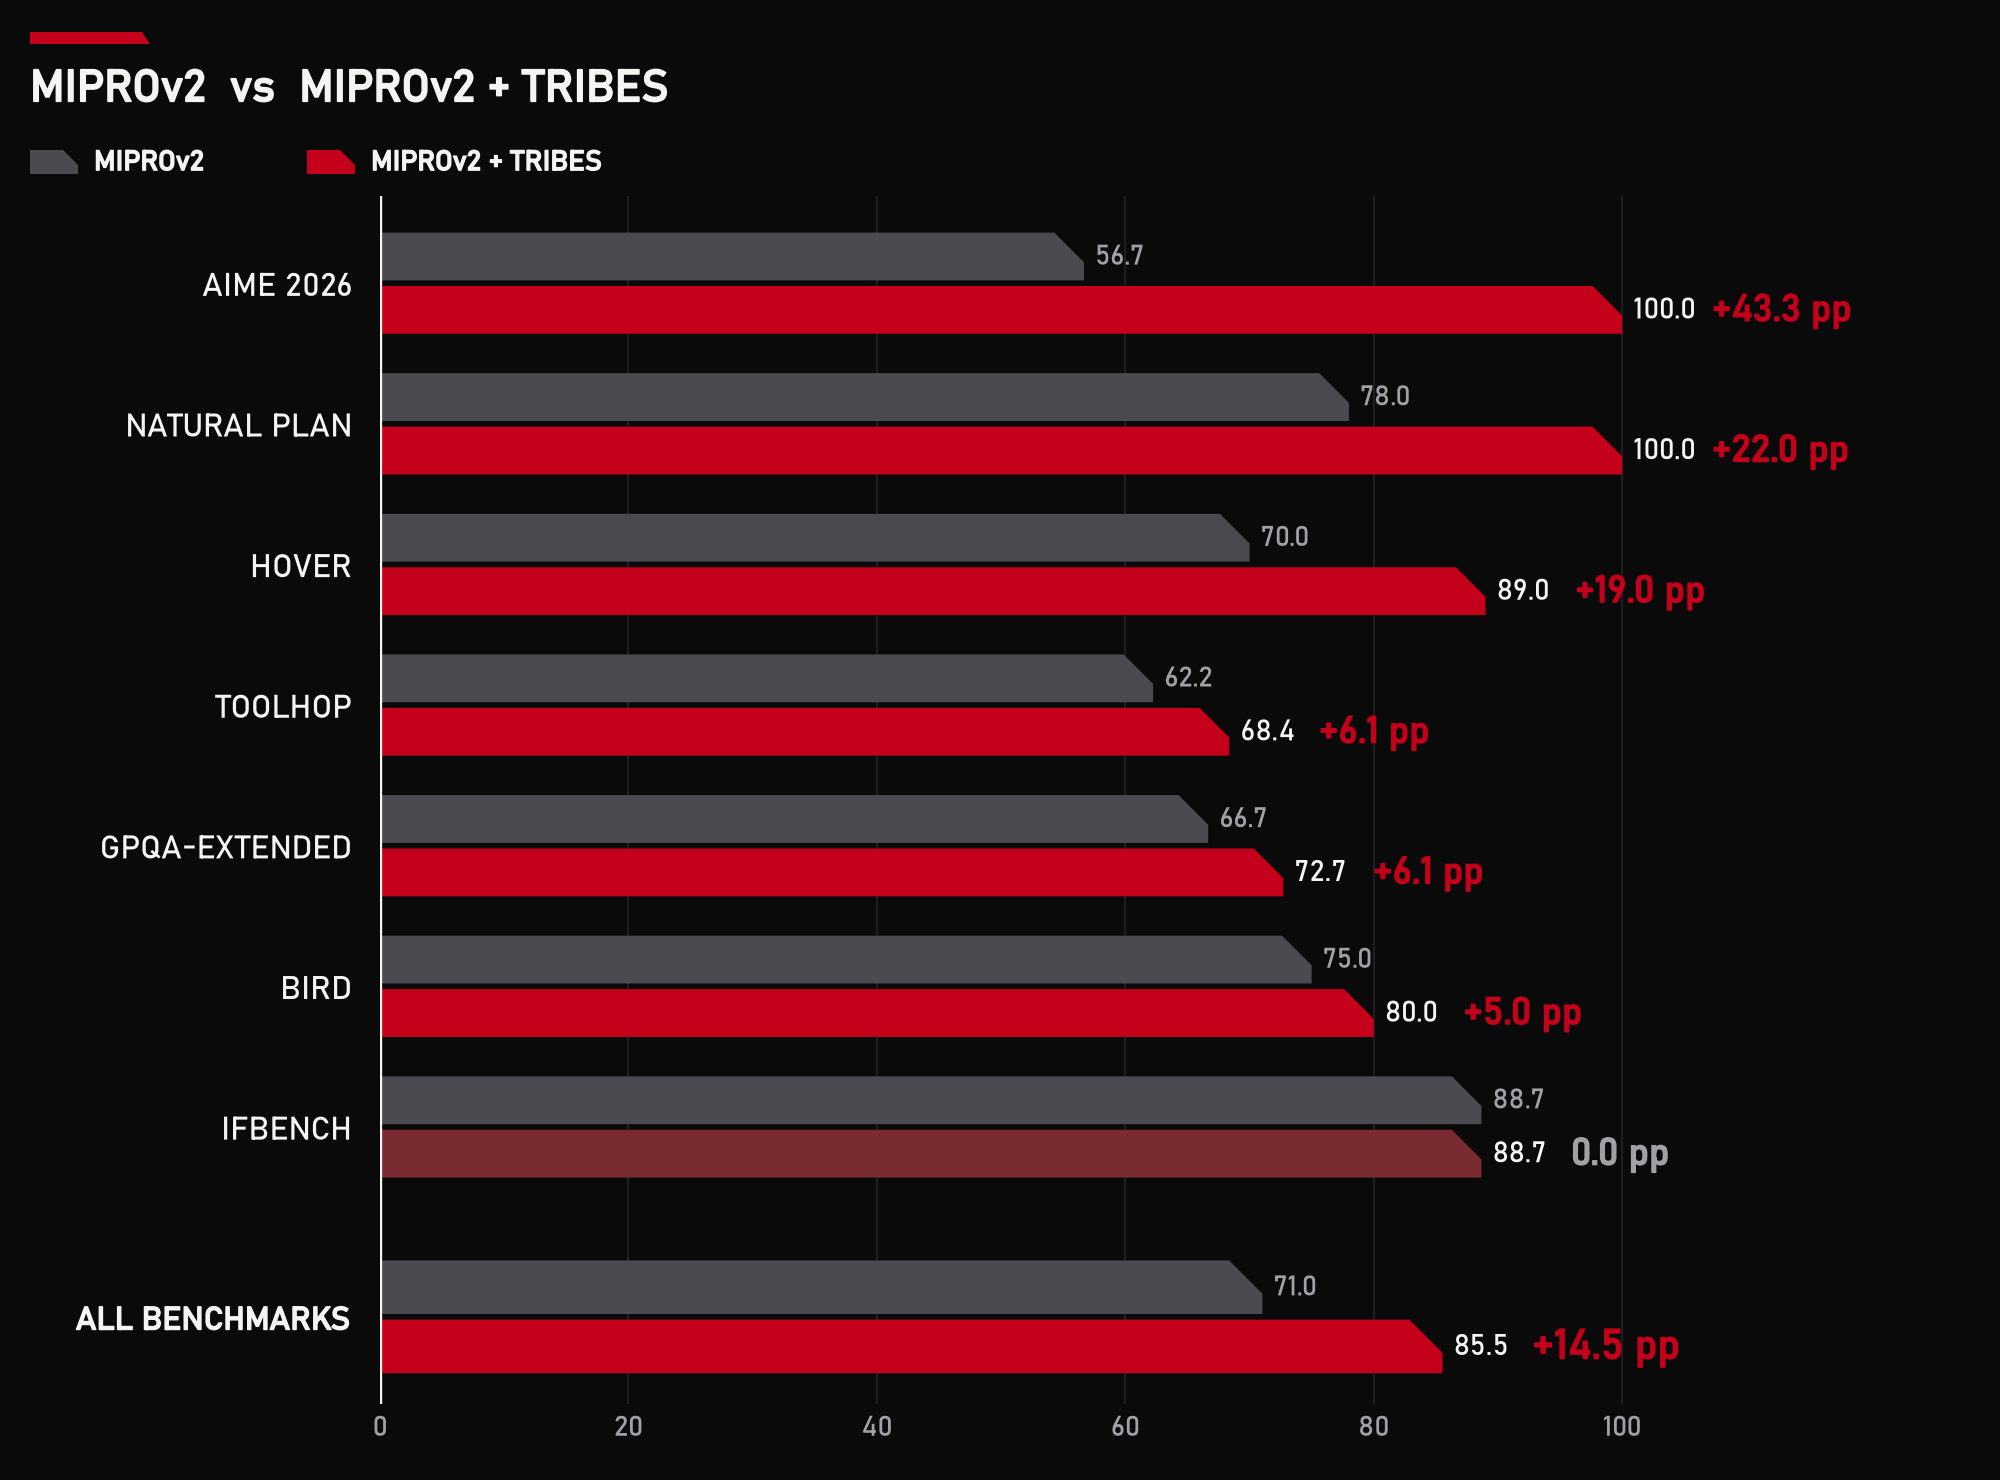 MIPROv2 vs MIPROv2 + TRIBES
MIPROv2 MIPROv2 + TRIBES
56.7
AIME 2026
100.0 +43.3 pp
78.0
NATURAL PLAN
100.0 +22.0 pp
70.0
HOVER
89.0 +19.0 pp
62.2
TOOLHOP
68.4 +6.1 pp
66.7
GPQA-EXTENDED
72.7 +6.1 pp
75.0
BIRD
80.0 +5.0 pp
88.7
IFBENCH
88.7 0.0 pp
71.0
ALL BENCHMARKS
85.5 +14.5 pp
0 20 40 60 80 100